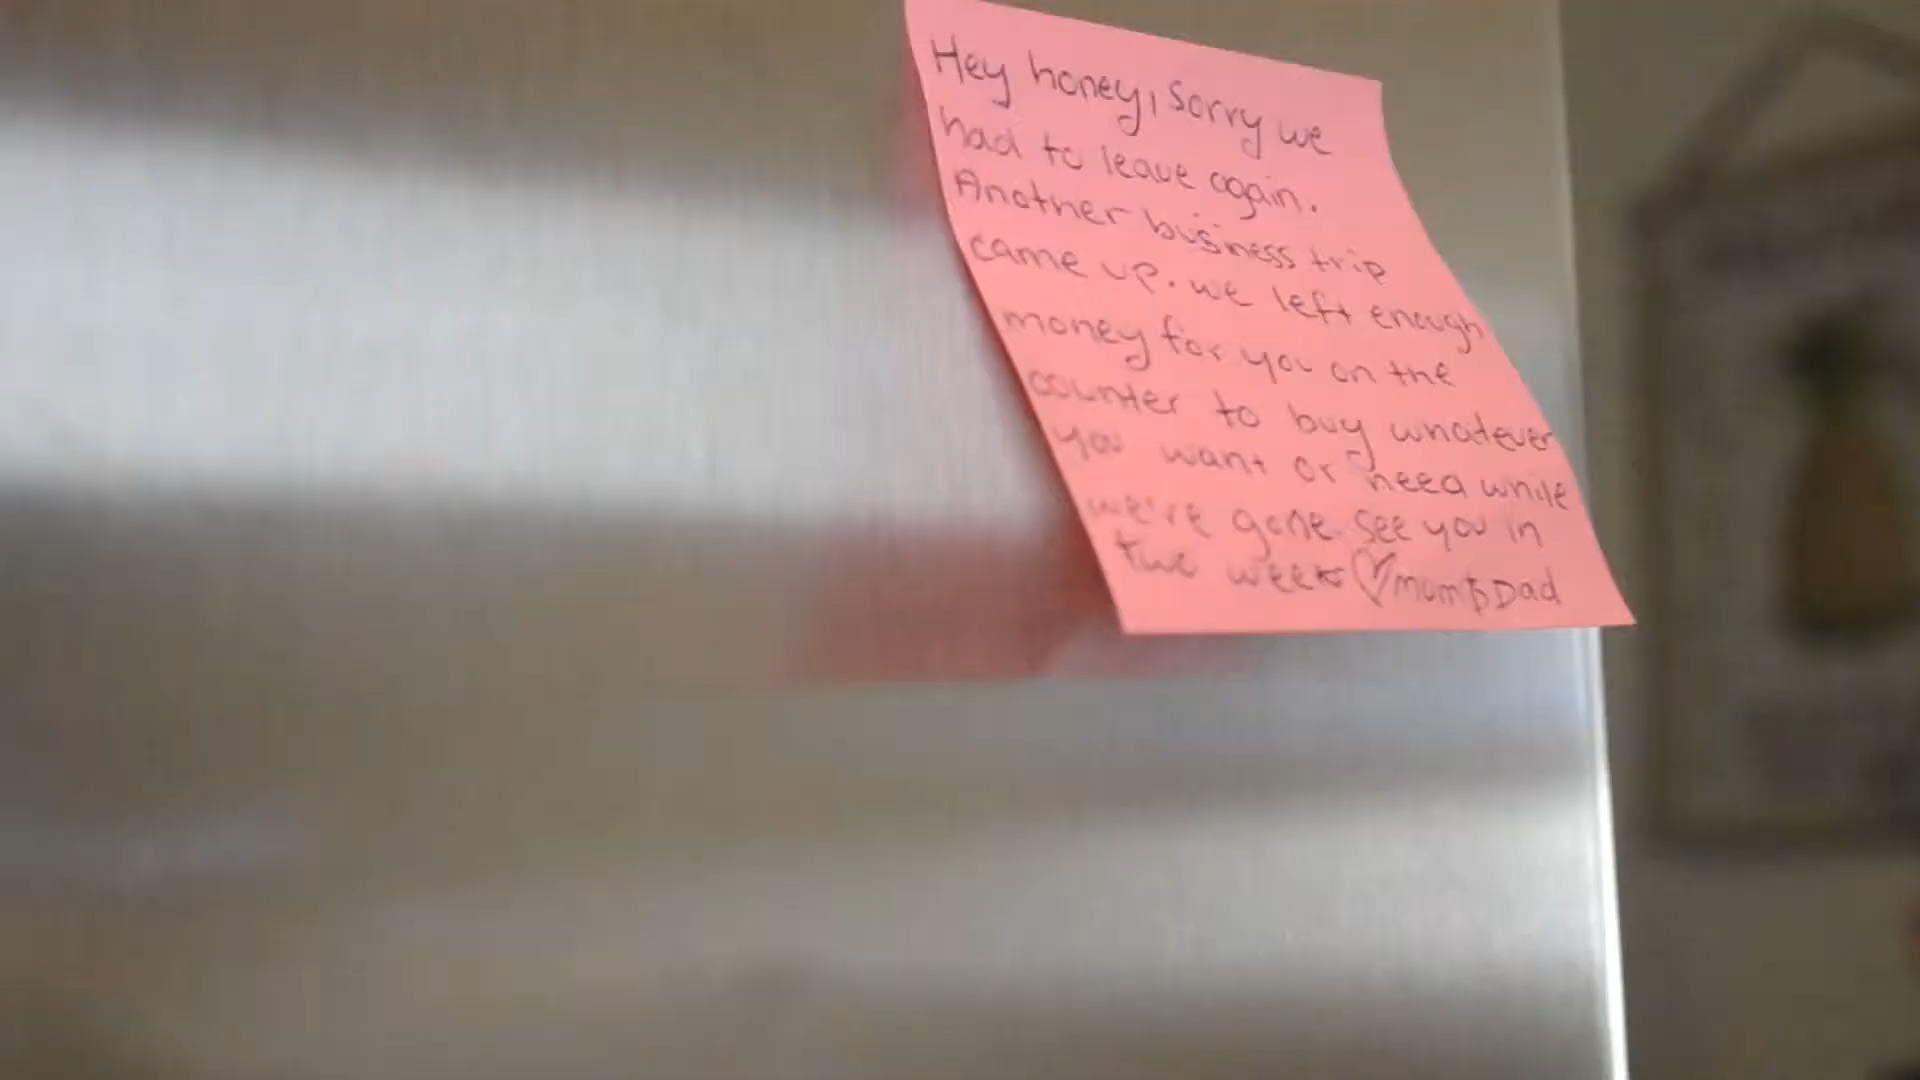 Hey honey, Sorry we
had to leave again.
Another business trip
came up. we left enough
money for you on the
counter to buy whatever
you want or need while
we're gone. See you in
two weeks ♡ Mom & Dad